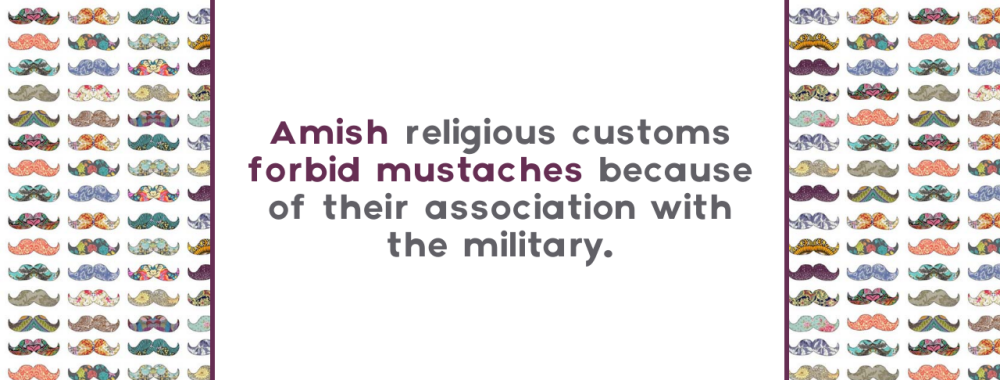 Amish religious customs
forbid mustaches because
of their association with
the military.